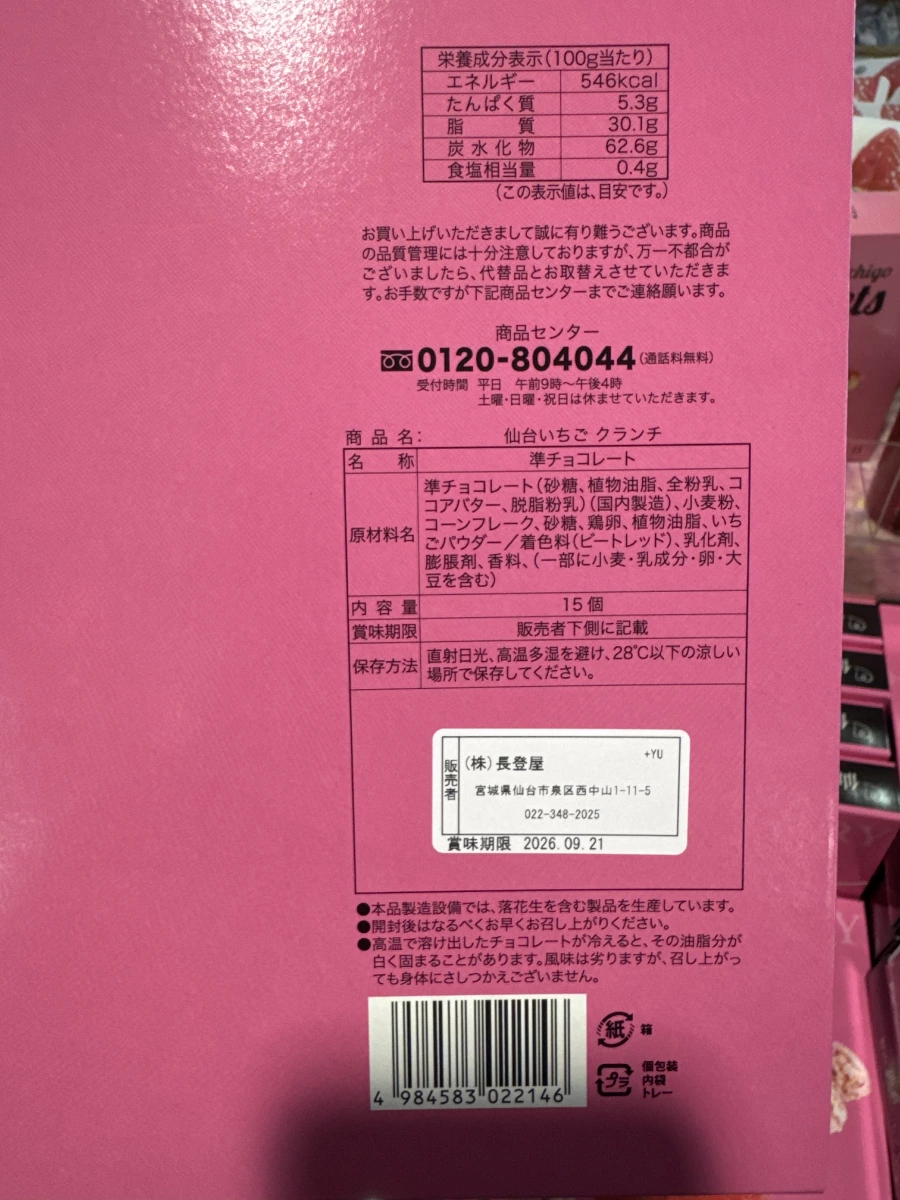 栄養成分表示(100g当たり)
エネルギー 546kcal
たんぱく質 5.3g
脂質 30.1g
炭水化物 62.6g
食塩相当量 0.4g
(この表示値は、目安です。)
お買い上げいただきまして誠に有り難うございます。商品
の品質管理には十分注意しておりますが、万一不都合が
ございましたら、代替品とお取替えさせていただきま
す。お手数ですが下記商品センターまでご連絡願います。
商品センター
0120-804044(通話料無料)
受付時間 平日 午前9時〜午後4時
土曜・日曜・祝日は休ませていただきます。
商品名: 仙台いちご クランチ
名称 準チョコレート
原材料名
準チョコレート(砂糖、植物油脂、全粉乳、コ
コアバター、脱脂粉乳)(国内製造)、小麦粉、
コーンフレーク、砂糖、鶏卵、植物油脂、いち
ごパウダー/着色料(ビートレッド)、乳化剤、
膨脹剤、香料、(一部に小麦・乳成分・卵・大
豆を含む)
内容量 15個
賞味期限 販売者下側に記載
保存方法
直射日光、高温多湿を避け、28℃以下の涼しい
場所で保存してください。
販売者
(株)長登屋 +YU
宮城県仙台市泉区西中山1-11-5
022-348-2025
賞味期限 2026.09.21
●本品製造設備では、落花生を含む製品を生産しています。
●開封後はなるべくお早くお召し上がりください。
●高温で溶け出したチョコレートが冷えると、その油脂分が
白く固まることがあります。風味は劣りますが、召し上がっ
ても身体にさしつかえございません。
4 984583 022146
紙 箱
プラ
個包装
内袋
トレー